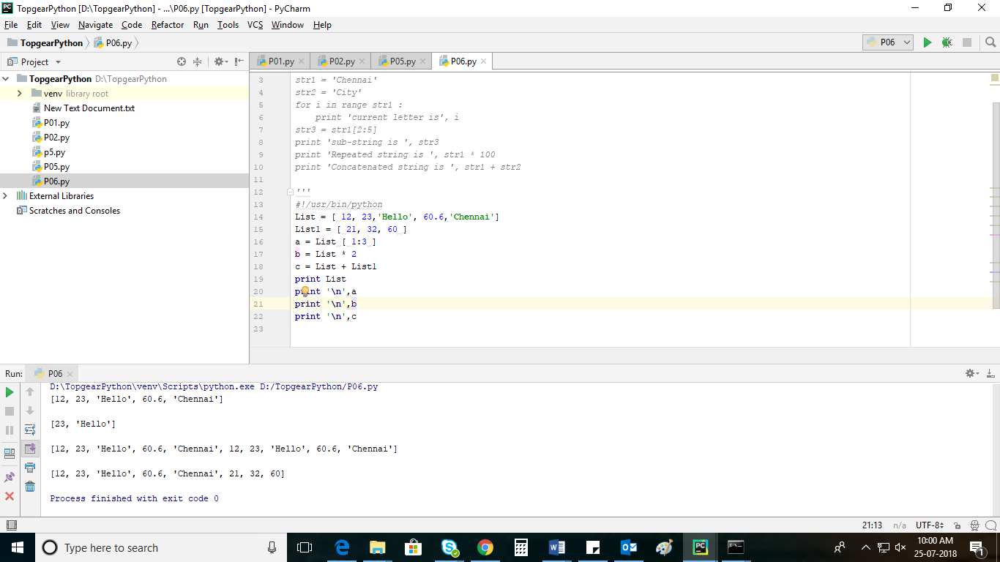 TopgearPython [D:\TopgearPython] - ...\P06.py [TopgearPython] - PyCharm
File Edit View Navigate Code Refactor Run Tools VCS Window Help
TopgearPython P06.py P06
Project P01.py P02.py P05.py P06.py
TopgearPython D:\TopgearPython
venv library root
New Text Document.txt
P01.py
P02.py
p5.py
P05.py
P06.py
External Libraries
Scratches and Consoles
3 str1 = 'Chennai'
4 str2 = 'City'
5 for i in range str1 :
6     print 'current letter is', i
7 str3 = str1[2:5]
8 print 'sub-string is ', str3
9 print 'Repeated string is ', str1 * 100
10 print 'Concatenated string is ', str1 + str2
11
12 '''
13 #!/usr/bin/python
14 List = [ 12, 23,'Hello', 60.6,'Chennai']
15 List1 = [ 21, 32, 60 ]
16 a = List [ 1:3 ]
17 b = List * 2
18 c = List + List1
19 print List
20 print '\n',a
21 print '\n',b
22 print '\n',c
23
Run: P06
D:\TopgearPython\venv\Scripts\python.exe D:/TopgearPython/P06.py
[12, 23, 'Hello', 60.6, 'Chennai']
[23, 'Hello']
[12, 23, 'Hello', 60.6, 'Chennai', 12, 23, 'Hello', 60.6, 'Chennai']
[12, 23, 'Hello', 60.6, 'Chennai', 21, 32, 60]
Process finished with exit code 0
21:13 n/a UTF-8
Type here to search
10:00 AM
25-07-2018
1